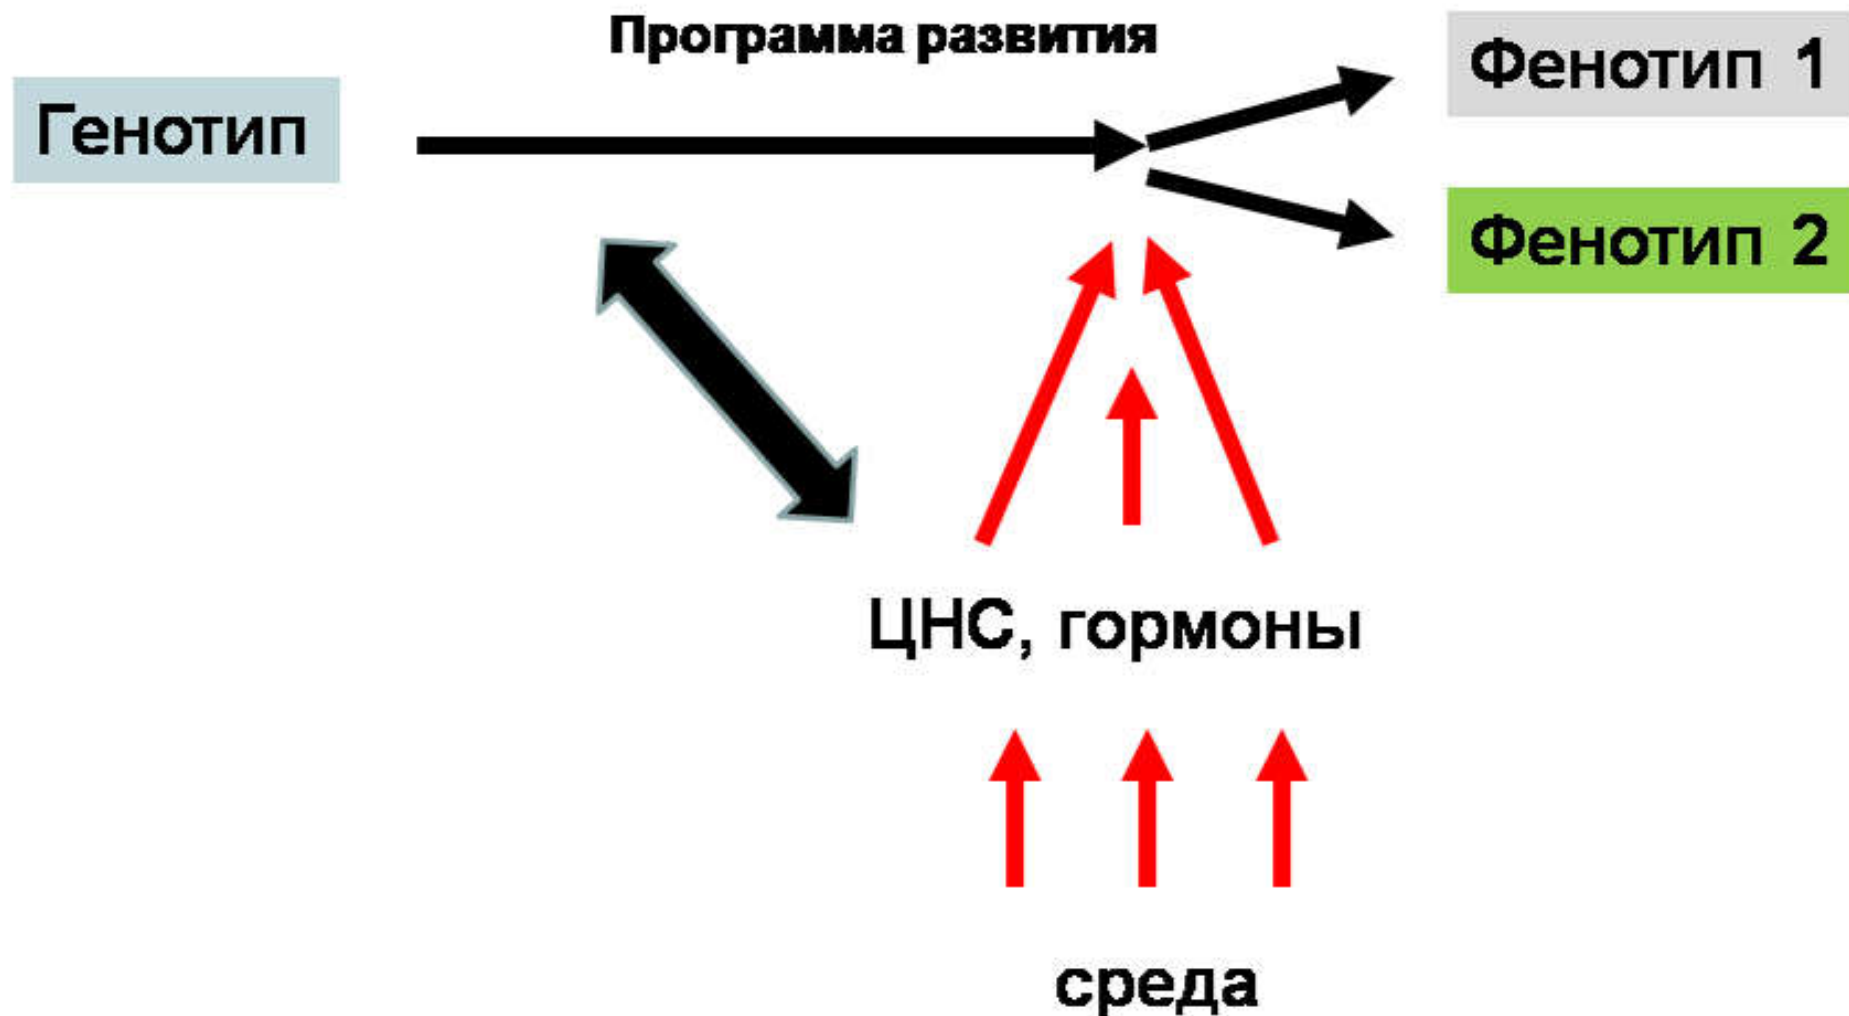 Программа развития
Генотип
Фенотип 1
Фенотип 2
ЦНС, гормоны
среда